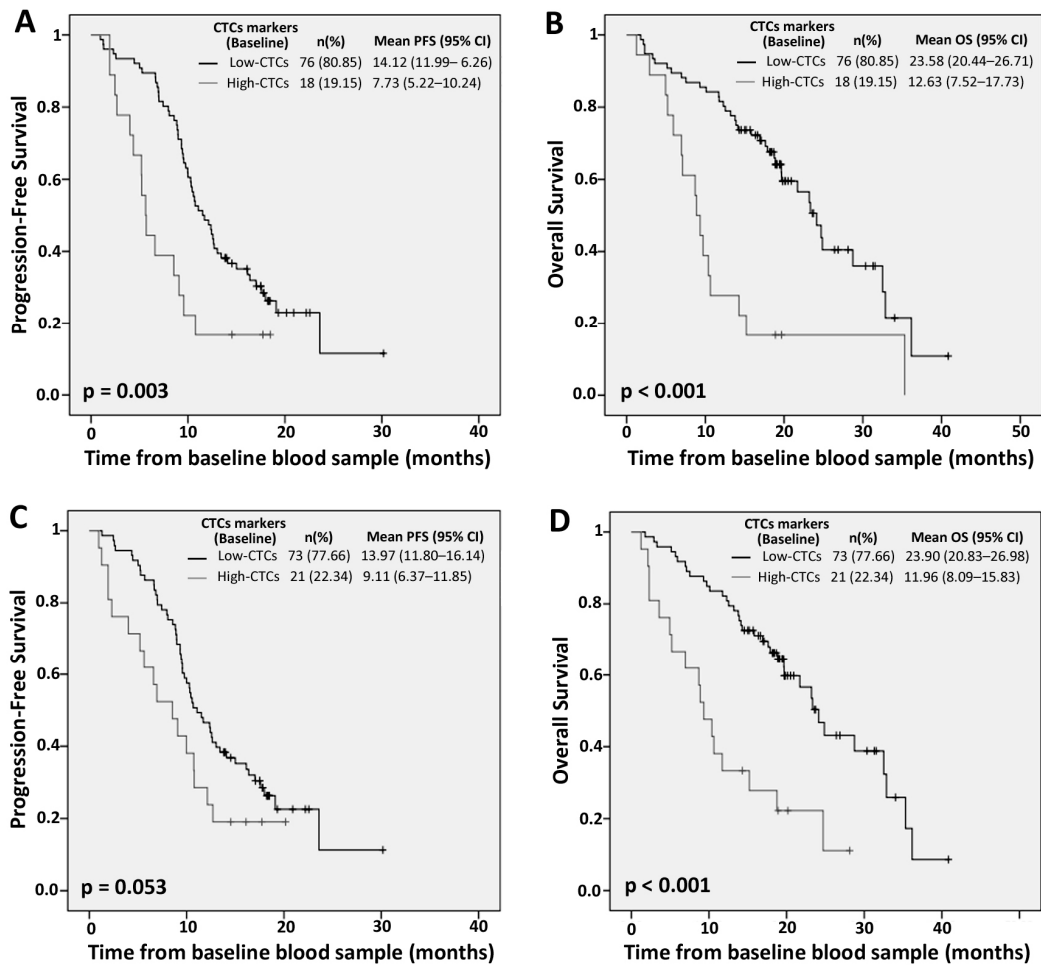 A
CTCs markers
(Baseline) n(%) Mean PFS (95% CI)
Low-CTCs 76 (80.85) 14.12 (11.99– 6.26)
High-CTCs 18 (19.15) 7.73 (5.22–10.24)
1
0.8
0.6
0.4
0.2
0.0
Progression-Free Survival
p = 0.003
0 10 20 30 40
Time from baseline blood sample (months)
B
CTCs markers
(Baseline) n(%) Mean OS (95% CI)
Low-CTCs 76 (80.85) 23.58 (20.44–26.71)
High-CTCs 18 (19.15) 12.63 (7.52–17.73)
1
0.8
0.6
0.4
0.2
0.0
Overall Survival
p < 0.001
0 10 20 30 40 50
Time from baseline blood sample (months)
C
CTCs markers
(Baseline) n(%) Mean PFS (95% CI)
Low-CTCs 73 (77.66) 13.97 (11.80–16.14)
High-CTCs 21 (22.34) 9.11 (6.37–11.85)
1
0.8
0.6
0.4
0.2
0.0
Progression-Free Survival
p = 0.053
0 10 20 30 40
Time from baseline blood sample (months)
D
CTCs markers
(Baseline) n(%) Mean OS (95% CI)
Low-CTCs 73 (77.66) 23.90 (20.83–26.98)
High-CTCs 21 (22.34) 11.96 (8.09–15.83)
1
0.8
0.6
0.4
0.2
0.0
Overall Survival
p < 0.001
0 10 20 30 40
Time from baseline blood sample (months)